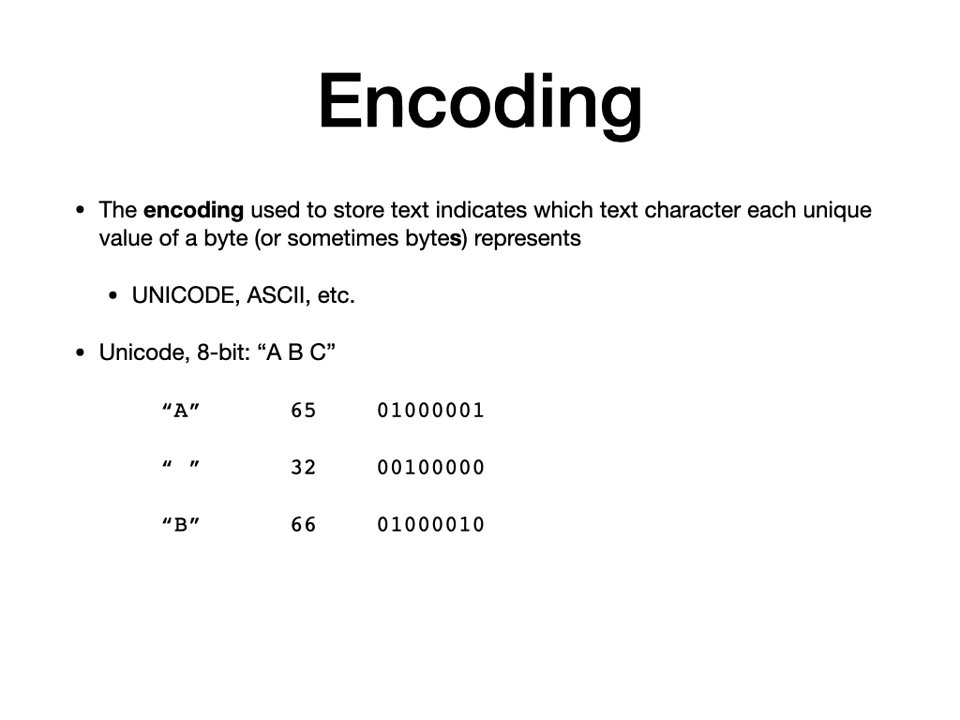 Encoding
• The encoding used to store text indicates which text character each unique
value of a byte (or sometimes bytes) represents
• UNICODE, ASCII, etc.
• Unicode, 8-bit: “A B C”
“A” 65 01000001
“ ” 32 00100000
“B” 66 01000010